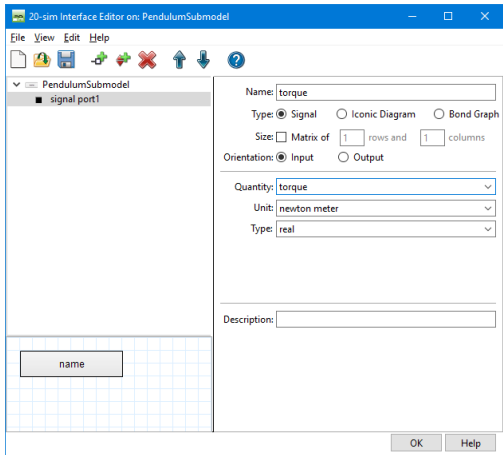 20-sim Interface Editor on: PendulumSubmodel
File View Edit Help
PendulumSubmodel
signal port1
Name: torque
Type: Signal Iconic Diagram Bond Graph
Size: Matrix of 1 rows and 1 columns
Orientation: Input Output
Quantity: torque
Unit: newton meter
Type: real
Description:
name
OK Help